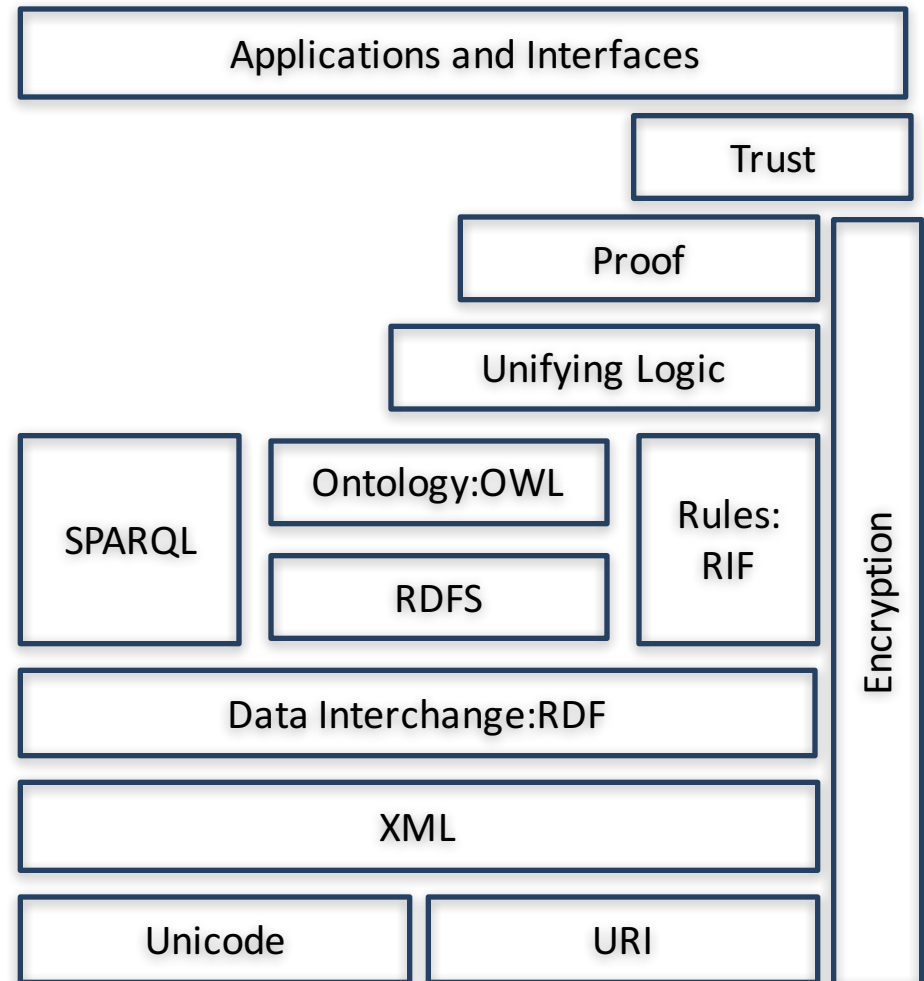 Applications and Interfaces
Trust
Proof
Unifying Logic
SPARQL
Ontology:OWL
RDFS
Rules:
RIF
Encryption
Data Interchange:RDF
XML
Unicode
URI